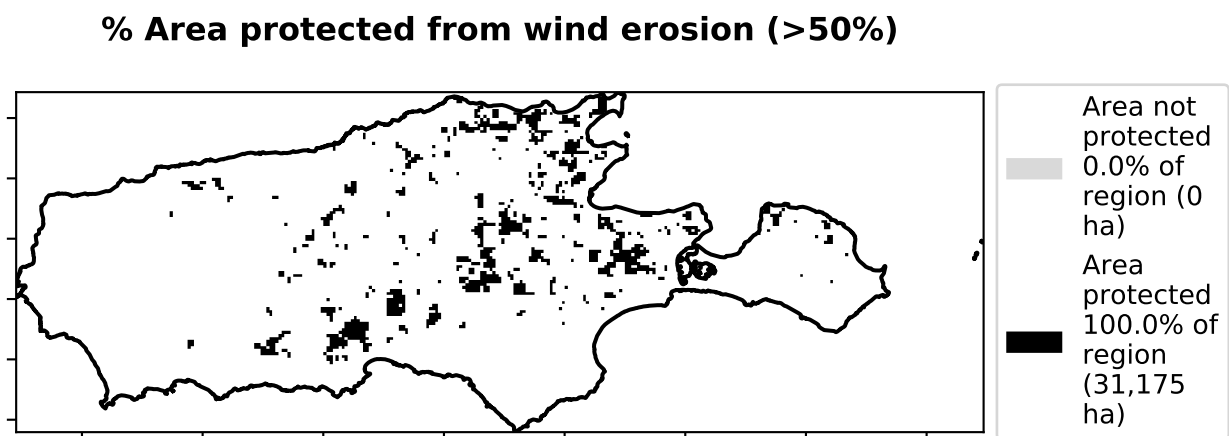 % Area protected from wind erosion (>50%)
Area not
protected
0.0% of
region (0
ha)
Area
protected
100.0% of
region
(31,175
ha)